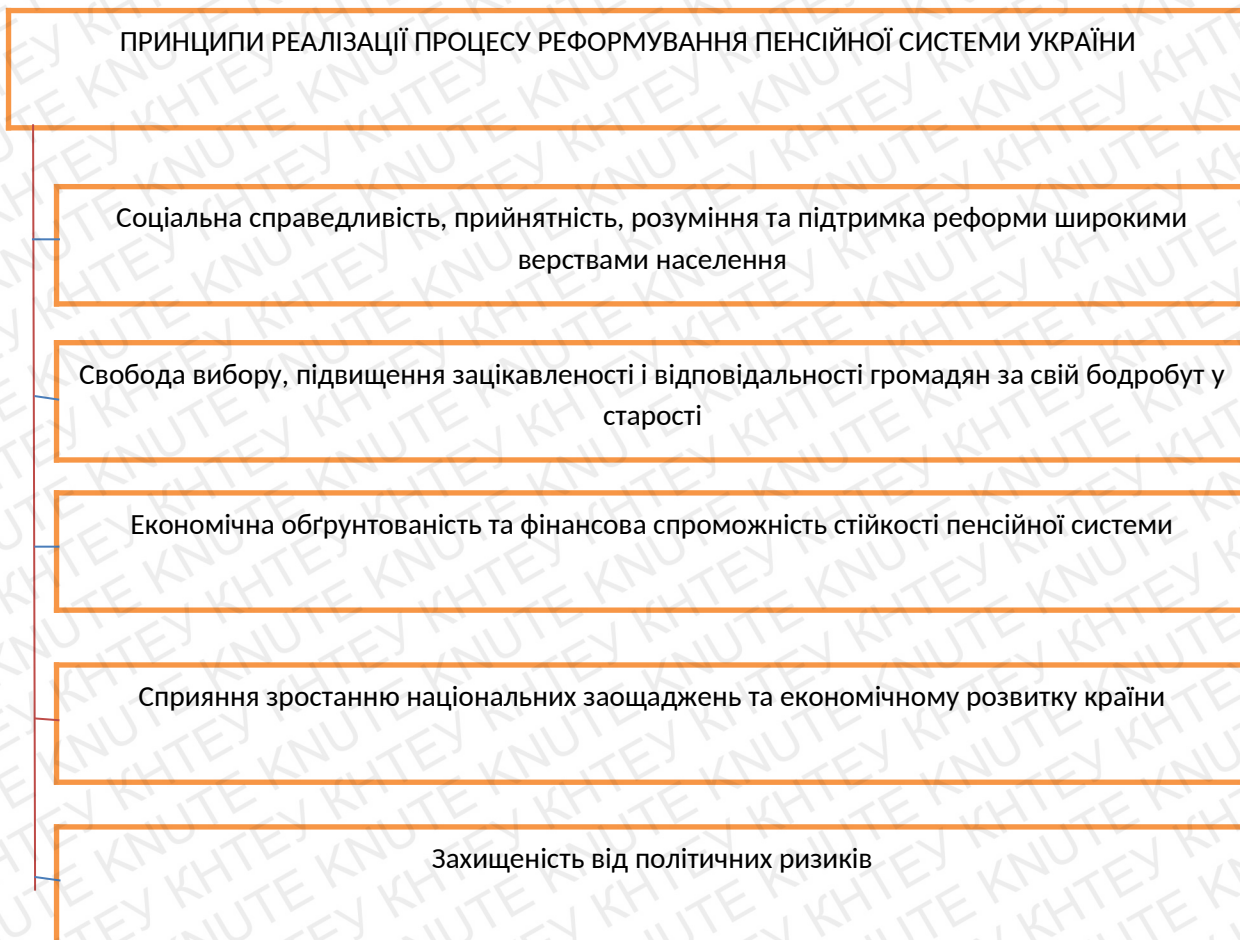 ПРИНЦИПИ РЕАЛІЗАЦІЇ ПРОЦЕСУ РЕФОРМУВАННЯ ПЕНСІЙНОЇ СИСТЕМИ УКРАЇНИ
Соціальна справедливість, прийнятність, розуміння та підтримка реформи широкими
верствами населення
Свобода вибору, підвищення зацікавленості і відповідальності громадян за свій бодробут у
старості
Економічна обґрунтованість та фінансова спроможність стійкості пенсійної системи
Сприяння зростанню національних заощаджень та економічному розвитку країни
Захищеність від політичних ризиків